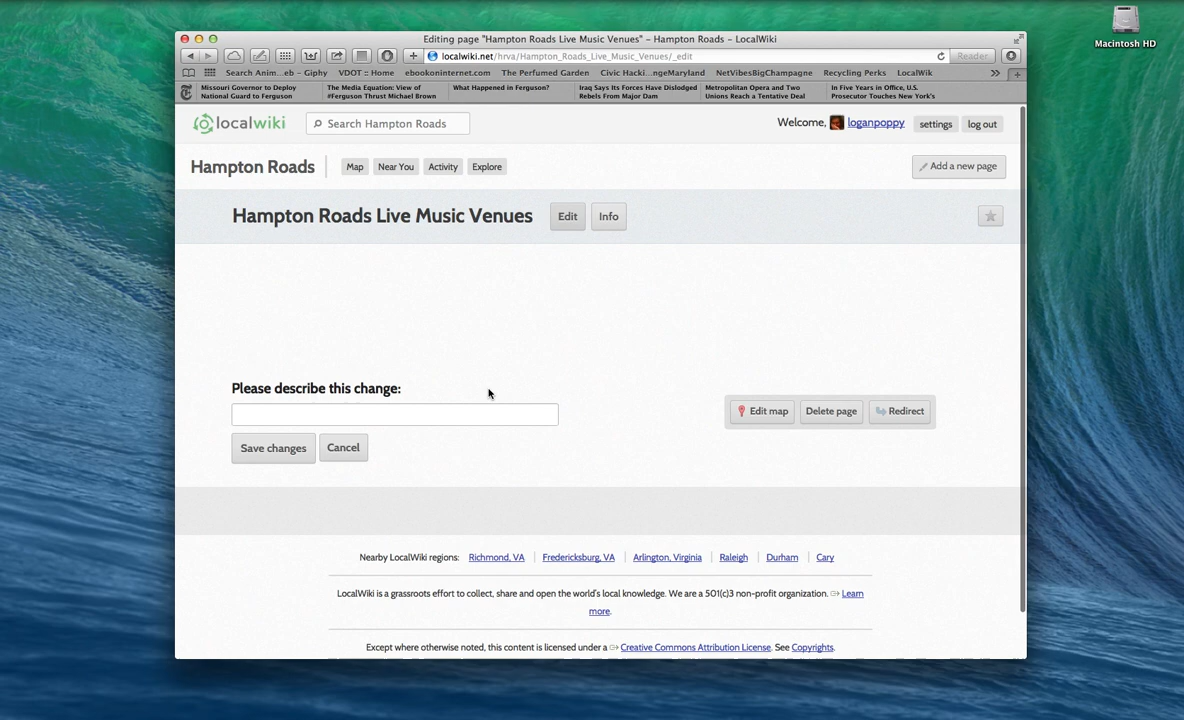 Editing page "Hampton Roads Live Music Venues" – Hampton Roads – LocalWiki
localwiki.net/hrva/Hampton_Roads_Live_Music_Venues/_edit
Reader
Search Anim...eb - Giphy VDOT :: Home ebookoninternet.com The Perfumed Garden Civic Hacki...ngeMaryland NetVibesBigChampagne Recycling Perks LocalWik
Missouri Governor to Deploy National Guard to Ferguson
The Media Equation: View of #Ferguson Thrust Michael Brown
What Happened in Ferguson?
Iraq Says Its Forces Have Dislodged Rebels From Major Dam
Metropolitan Opera and Two Unions Reach a Tentative Deal
In Five Years in Office, U.S. Prosecutor Touches New York's
Macintosh HD
localwiki
Search Hampton Roads
Welcome, loganpoppy settings log out
Hampton Roads Map Near You Activity Explore
Add a new page
Hampton Roads Live Music Venues Edit Info
Please describe this change:
Edit map Delete page Redirect
Save changes Cancel
Nearby LocalWiki regions: Richmond, VA Fredericksburg, VA Arlington, Virginia Raleigh Durham Cary
LocalWiki is a grassroots effort to collect, share and open the world's local knowledge. We are a 501(c)3 non-profit organization. Learn
more.
Except where otherwise noted, this content is licensed under a Creative Commons Attribution License. See Copyrights.